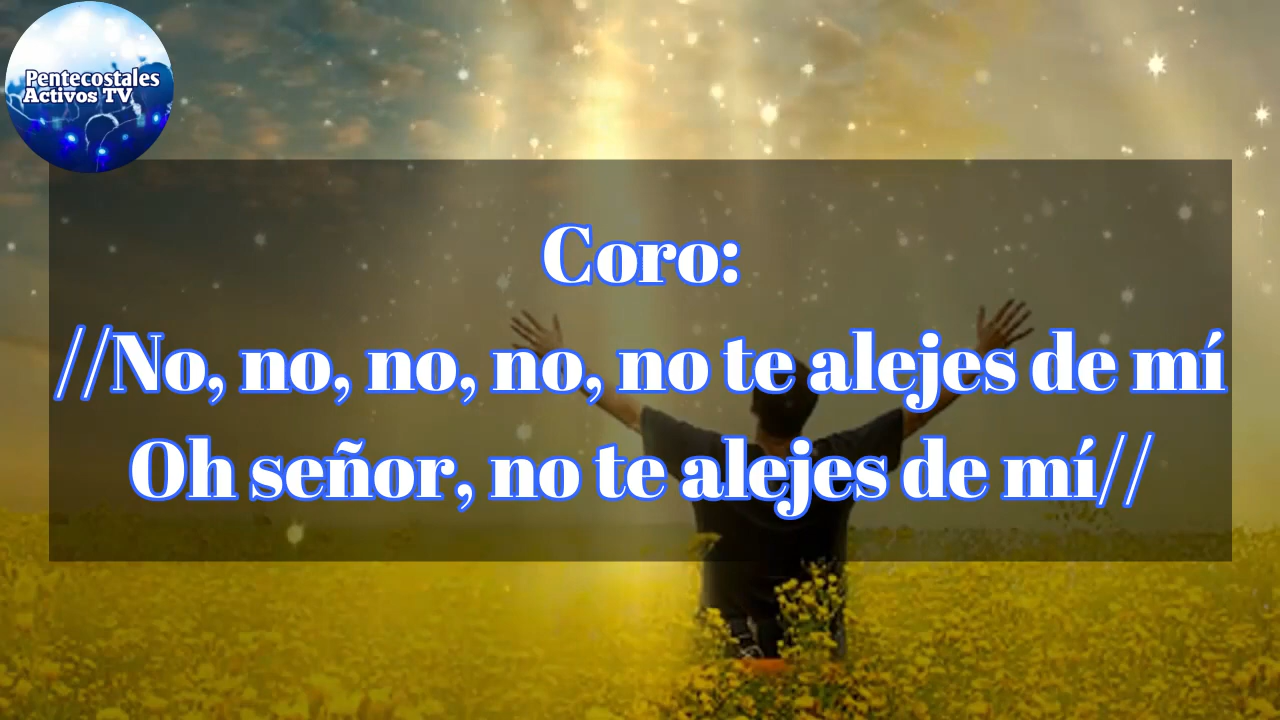 Pentecostales
Activos TV
Coro:
//No, no, no, no, no te alejes de mí
Oh señor, no te alejes de mí//